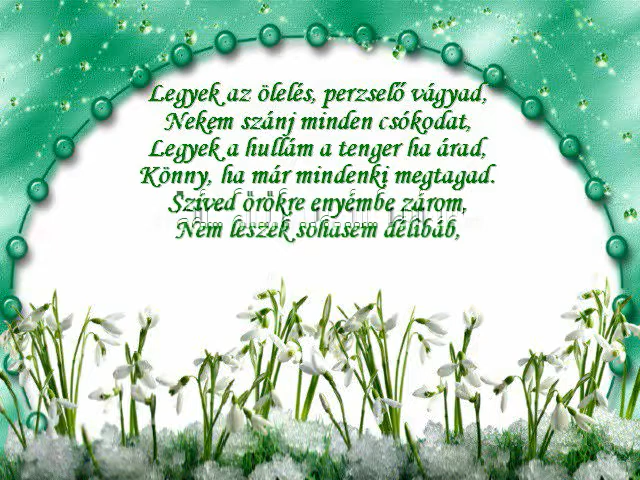 Legyek az ölelés, perzselő vágyad,
Nekem szánj minden csókodat,
Legyek a hullám a tenger ha árad,
Könny, ha már mindenki megtagad.
Szíved örökre enyémbe zárom,
Nem leszek sohasem délibáb,